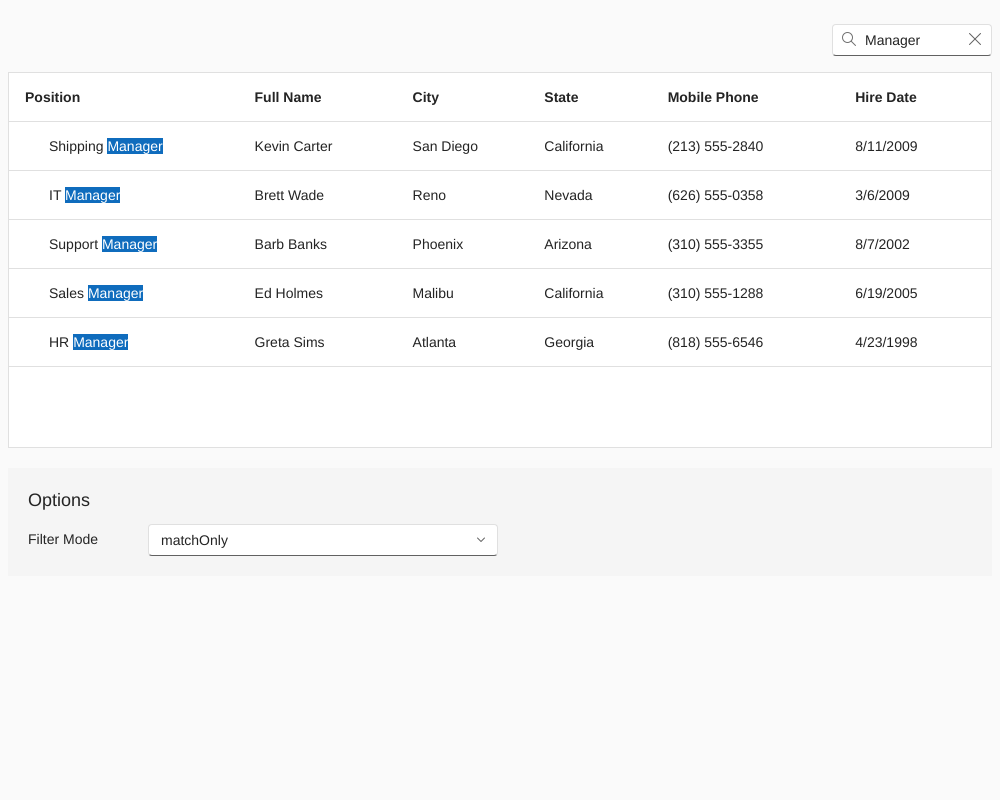 Manager
Position Full Name City State Mobile Phone Hire Date
Shipping Manager Kevin Carter San Diego California (213) 555-2840 8/11/2009
IT Manager Brett Wade Reno Nevada (626) 555-0358 3/6/2009
Support Manager Barb Banks Phoenix Arizona (310) 555-3355 8/7/2002
Sales Manager Ed Holmes Malibu California (310) 555-1288 6/19/2005
HR Manager Greta Sims Atlanta Georgia (818) 555-6546 4/23/1998
Options
Filter Mode matchOnly